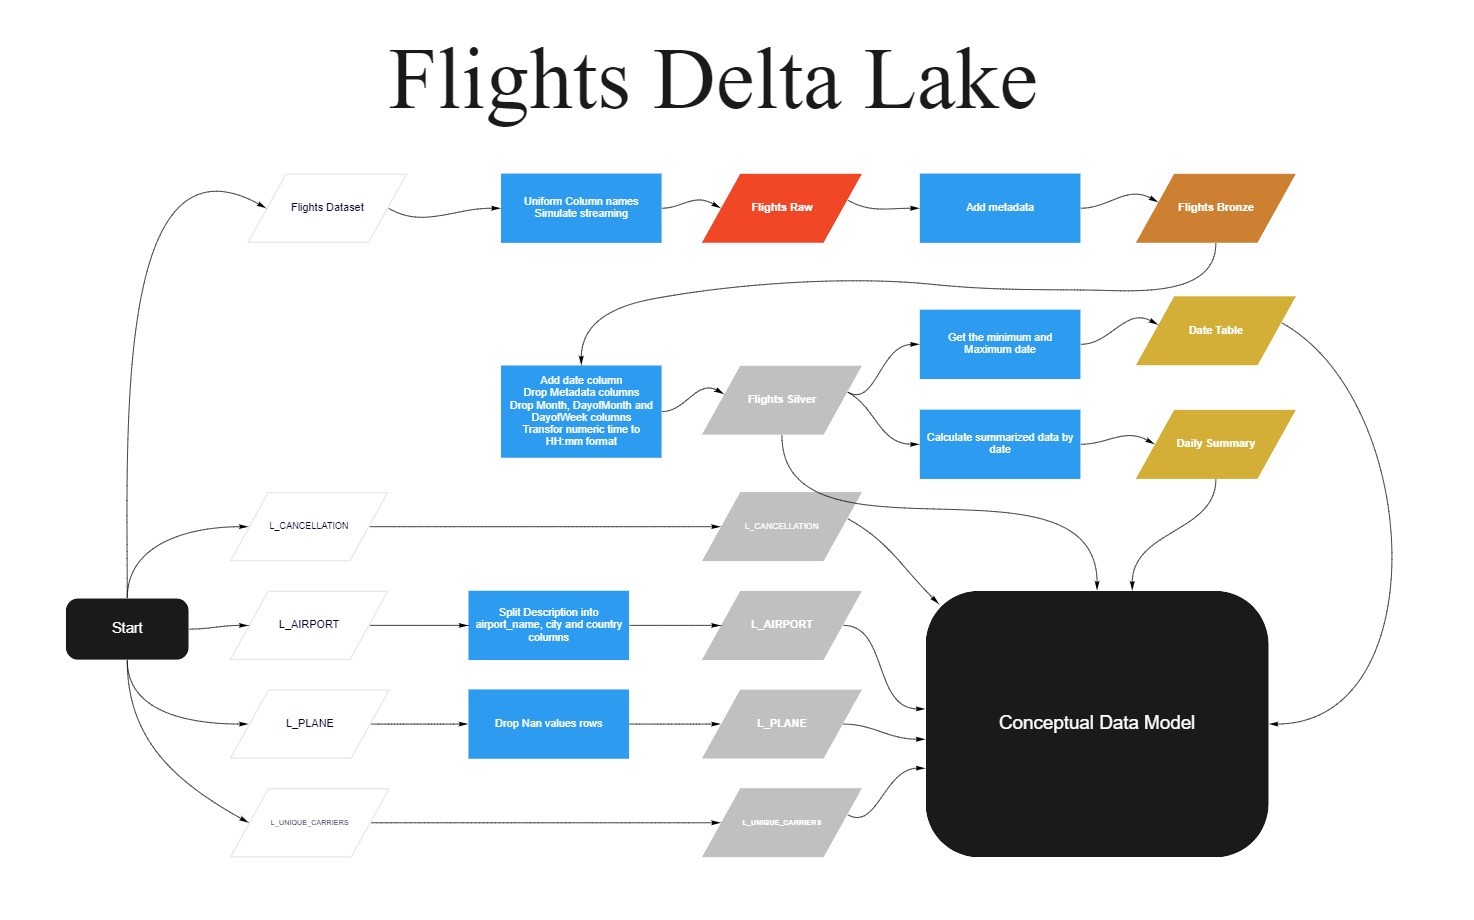 Flights Delta Lake
Flights Dataset
Uniform Column names
Simulate streaming
Flights Raw
Add metadata
Flights Bronze
Get the minimum and
Maximum date
Date Table
Add date column
Drop Metadata columns
Drop Month, DayofMonth and
DayofWeek columns
Transfor numeric time to
HH:mm format
Flights Silver
Calculate summarized data by
date
Daily Summary
L_CANCELLATION
L_CANCELLATION
Start
L_AIRPORT
Split Description into
airport_name, city and country
columns
L_AIRPORT
L_PLANE
Drop Nan values rows
L_PLANE
Conceptual Data Model
L_UNIQUE_CARRIERS
L_UNIQUE_CARRIERS